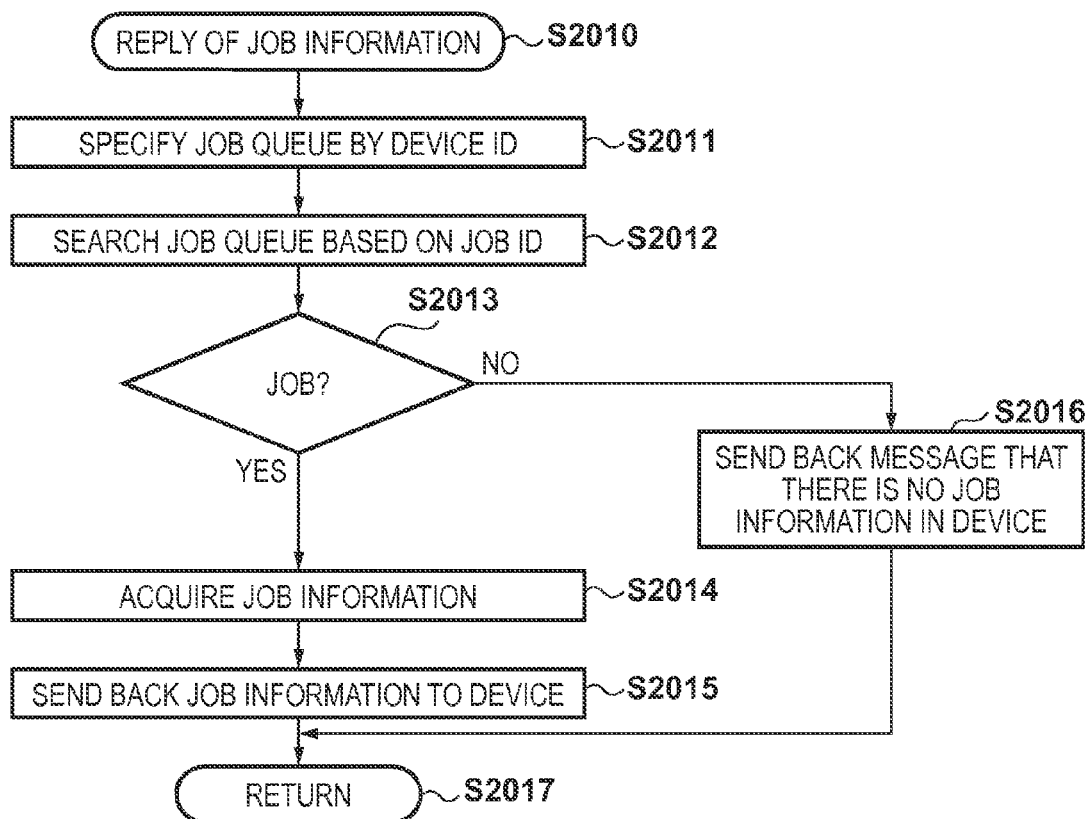 REPLY OF JOB INFORMATION
S2010
SPECIFY JOB QUEUE BY DEVICE ID
S2011
SEARCH JOB QUEUE BASED ON JOB ID
S2012
S2013
JOB?
NO
YES
S2016
SEND BACK MESSAGE THAT
THERE IS NO JOB
INFORMATION IN DEVICE
ACQUIRE JOB INFORMATION
S2014
SEND BACK JOB INFORMATION TO DEVICE
S2015
RETURN
S2017